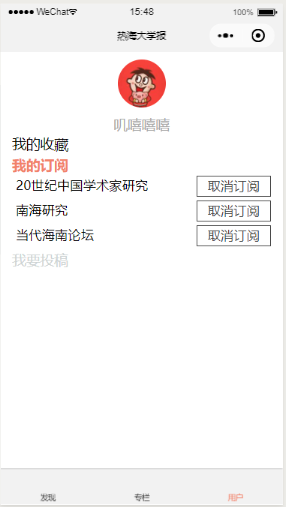 WeChat
15:48
100%
热海大学报
叽嘻嘻嘻
我的收藏
我的订阅
20世纪中国学术家研究 取消订阅
南海研究 取消订阅
当代海南论坛 取消订阅
我要投稿
发现 专栏 用户